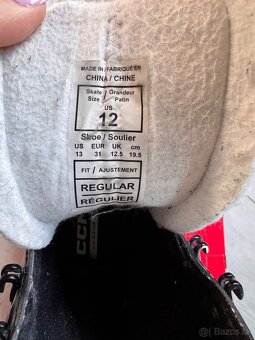 MADE IN / FABRIQUÉ EN
CHINA / CHINE
Skate / Grandeur
Size / Patin
US
12
Shoe / Soulier
US EUR UK cm
13 31 12.5 19.5
FIT / AJUSTEMENT
REGULAR
RÉGULIER
CCM
© Bazos.sk